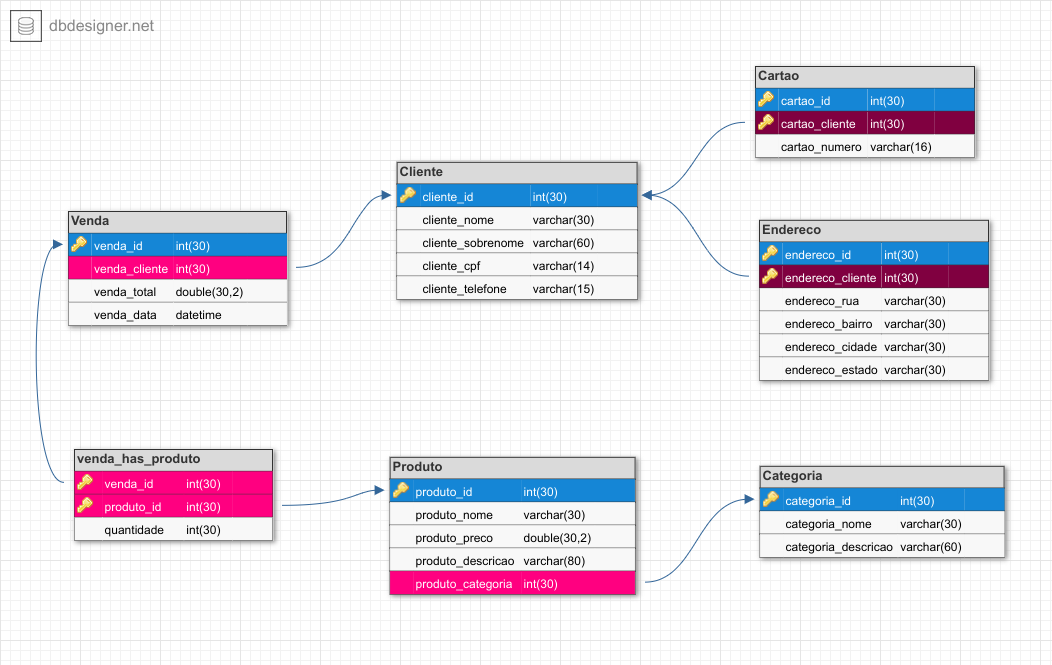 dbdesigner.net
Cartao
cartao_id int(30)
cartao_cliente int(30)
cartao_numero varchar(16)
Cliente
cliente_id int(30)
cliente_nome varchar(30)
cliente_sobrenome varchar(60)
cliente_cpf varchar(14)
cliente_telefone varchar(15)
Venda
venda_id int(30)
venda_cliente int(30)
venda_total double(30,2)
venda_data datetime
Endereco
endereco_id int(30)
endereco_cliente int(30)
endereco_rua varchar(30)
endereco_bairro varchar(30)
endereco_cidade varchar(30)
endereco_estado varchar(30)
venda_has_produto
venda_id int(30)
produto_id int(30)
quantidade int(30)
Produto
produto_id int(30)
produto_nome varchar(30)
produto_preco double(30,2)
produto_descricao varchar(80)
produto_categoria int(30)
Categoria
categoria_id int(30)
categoria_nome varchar(30)
categoria_descricao varchar(60)